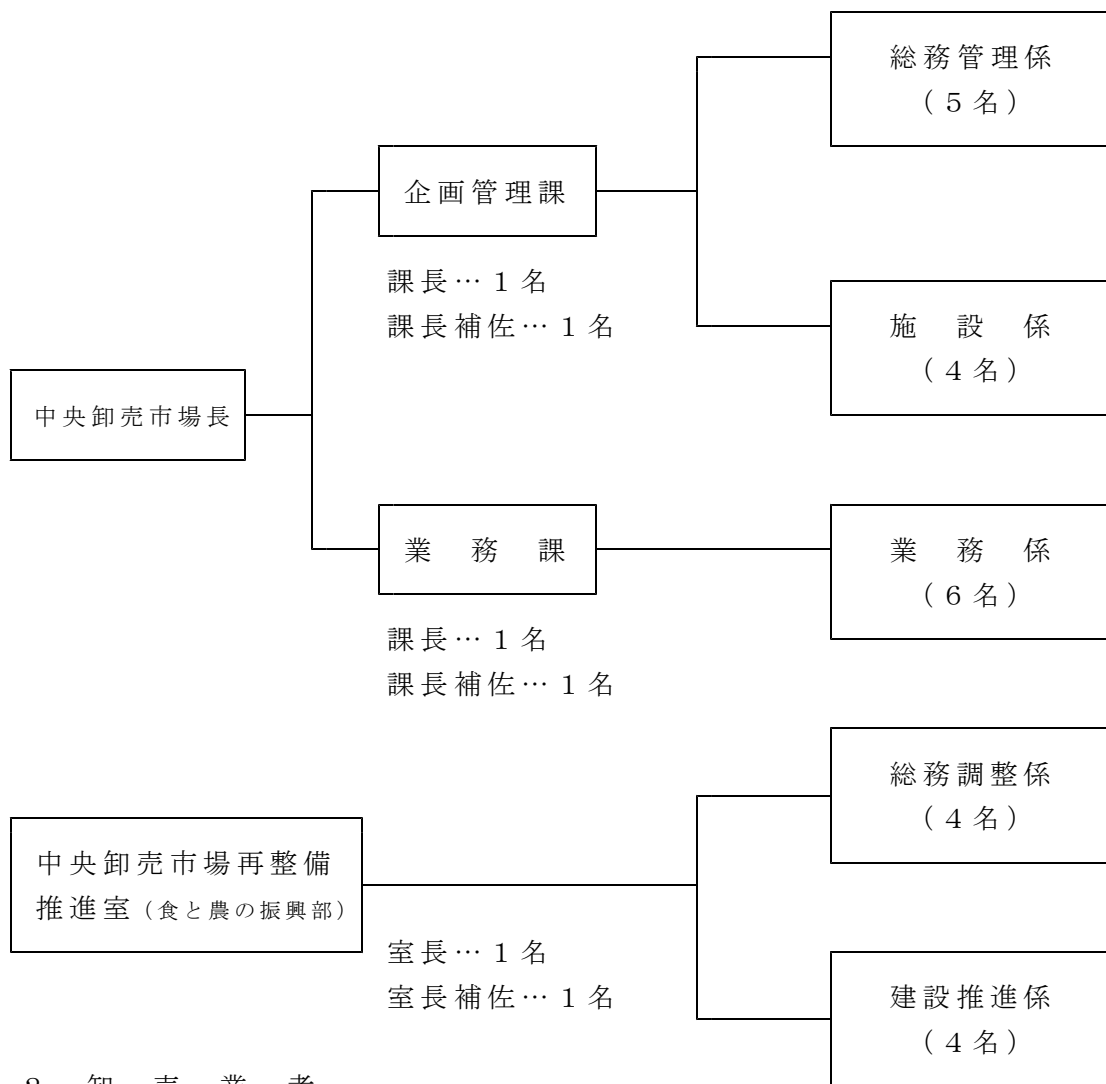 総務管理係
（５名）
企画管理課
課長…１名
課長補佐…１名
施　設　係
（４名）
中央卸売市場長
業　務　課
課長…１名
課長補佐…１名
業　務　係
（６名）
中央卸売市場再整備
推進室（食と農の振興部）
室長…１名
室長補佐…１名
総務調整係
（４名）
建設推進係
（４名）